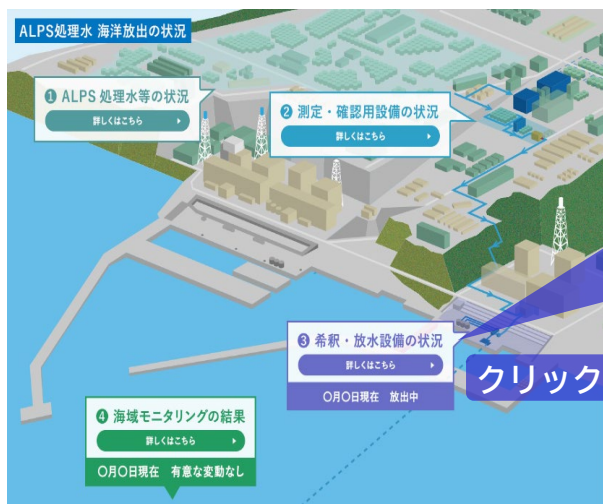 ALPS処理水 海洋放出の状況
❶ ALPS 処理水等の状況
詳しくはこちら
❷ 測定・確認用設備の状況
詳しくはこちら
❸ 希釈・放水設備の状況
詳しくはこちら
〇月〇日現在　放出中
クリック
❹ 海域モニタリングの結果
詳しくはこちら
〇月〇日現在　有意な変動なし